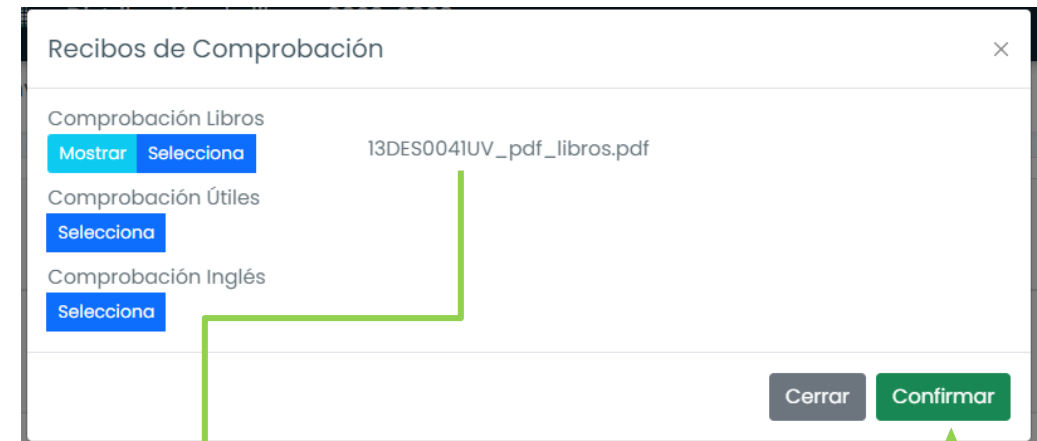 Recibos de Comprobación ×
Comprobación Libros
Mostrar Selecciona 13DES0041UV_pdf_libros.pdf
Comprobación Útiles
Selecciona
Comprobación Inglés
Selecciona
Cerrar Confirmar